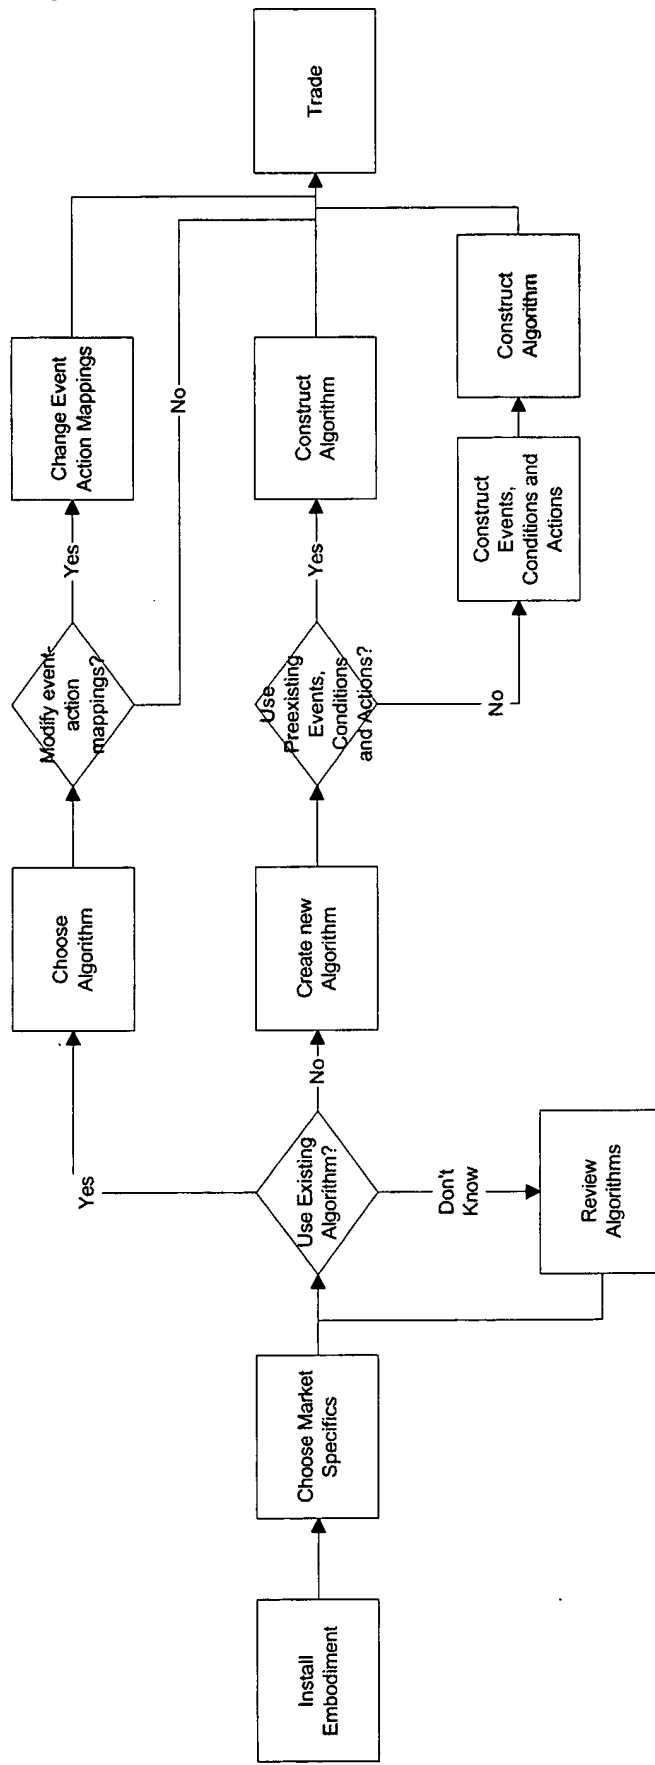 Install
Embodiment
Choose Market
Specifics
Use Existing
Algorithm?
Yes
No
Don't
Know
Review
Algorithms
Choose
Algorithm
Modify event-
action
mappings?
Yes
No
Change Event
Action Mappings
Create new
Algorithm
Use
Preexisting
Events,
Conditions
and Actions?
Yes
No
Construct
Algorithm
Construct
Events,
Conditions and
Actions
Construct
Algorithm
Trade